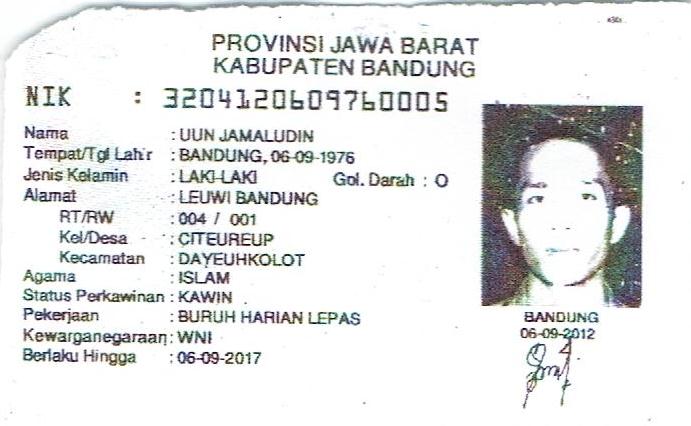 PROVINSI JAWA BARAT
KABUPATEN BANDUNG
NIK : 3204120609760005
Nama : UUN JAMALUDIN
Tempat/Tgl Lahir : BANDUNG, 06-09-1976
Jenis Kelamin : LAKI-LAKI Gol. Darah : O
Alamat : LEUWI BANDUNG
RT/RW : 004 / 001
Kel/Desa : CITEUREUP
Kecamatan : DAYEUHKOLOT
Agama : ISLAM
Status Perkawinan : KAWIN
Pekerjaan : BURUH HARIAN LEPAS
Kewarganegaraan : WNI
Berlaku Hingga : 06-09-2017
BANDUNG
06-09-2012